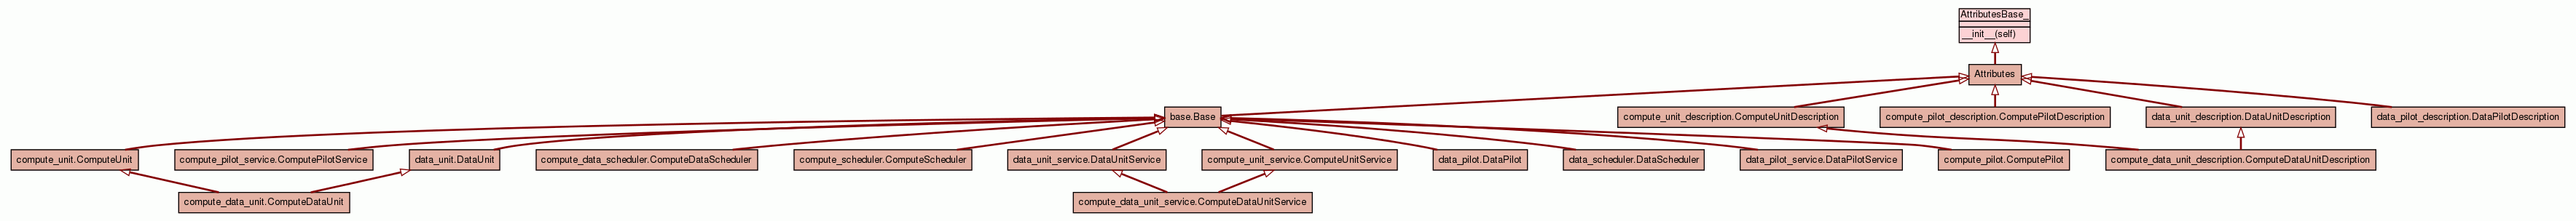 AttributesBase_
__init__(self)
Attributes
base.Base
compute_unit_description.ComputeUnitDescription
compute_pilot_description.ComputePilotDescription
data_unit_description.DataUnitDescription
data_pilot_description.DataPilotDescription
compute_unit.ComputeUnit
compute_pilot_service.ComputePilotService
data_unit.DataUnit
compute_data_scheduler.ComputeDataScheduler
compute_scheduler.ComputeScheduler
data_unit_service.DataUnitService
compute_unit_service.ComputeUnitService
data_pilot.DataPilot
data_scheduler.DataScheduler
data_pilot_service.DataPilotService
compute_pilot.ComputePilot
compute_data_unit_description.ComputeDataUnitDescription
compute_data_unit.ComputeDataUnit
compute_data_unit_service.ComputeDataUnitService